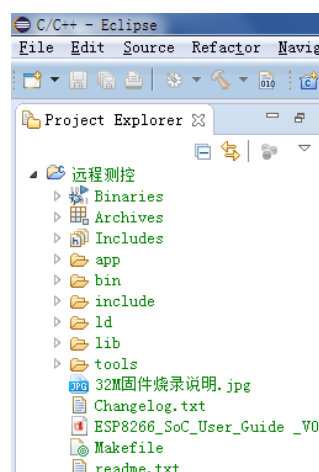 C/C++ - Eclipse
File Edit Source Refactor Navig
010
Project Explorer
远程测控
Binaries
Archives
Includes
app
bin
include
ld
lib
tools
32M固件烧录说明.jpg
Changelog.txt
ESP8266_SoC_User_Guide _V0
Makefile
readme.txt